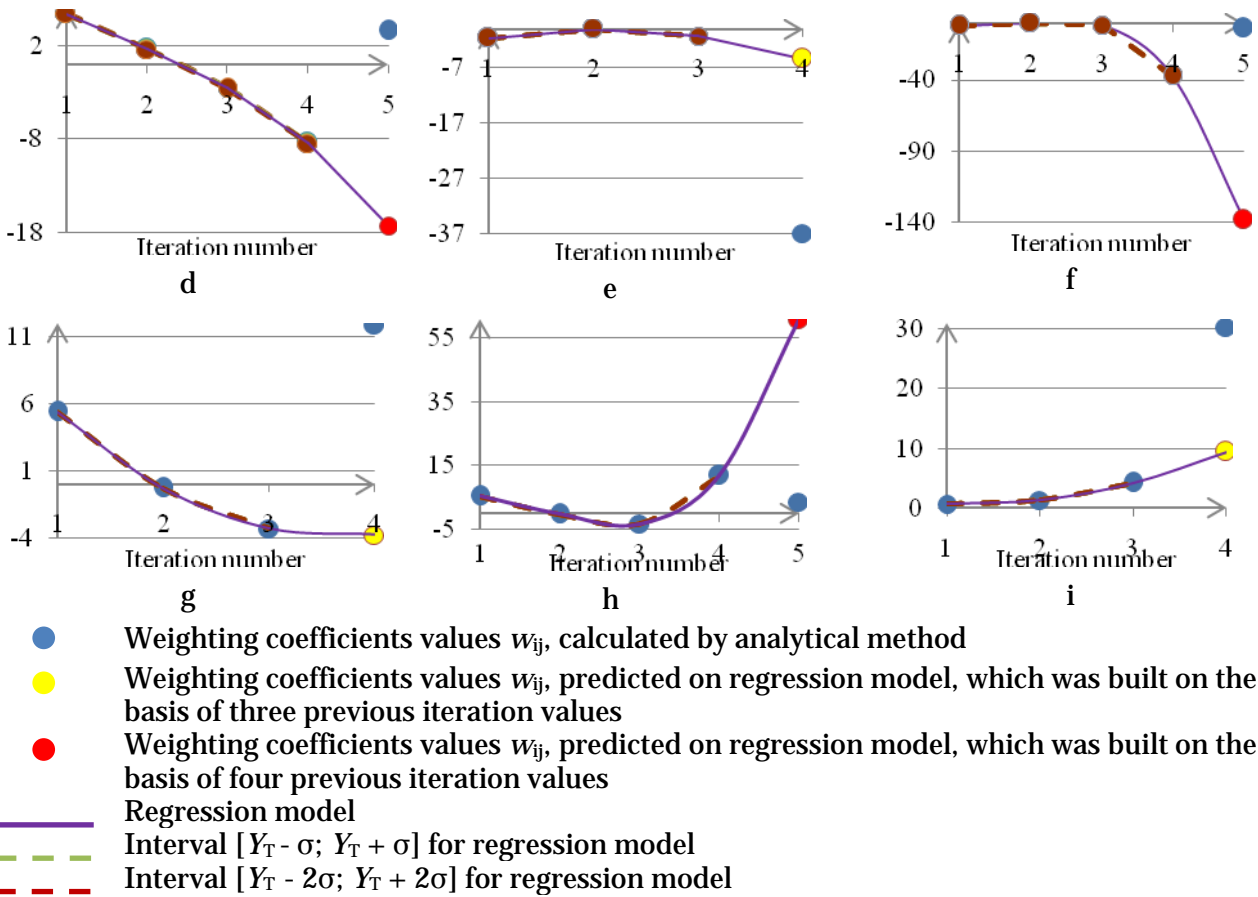 2
-8
-18
1
2
3
4
5
Iteration number
d
-7
-17
-27
-37
1
2
3
4
Iteration number
e
-40
-90
-140
1
2
3
4
5
Iteration number
f
11
6
1
-4
1
2
3
4
Iteration number
g
55
35
15
-5
1
2
3
4
5
Iteration number
h
30
20
10
0
1
2
3
4
Iteration number
i
Weighting coefficients values wij, calculated by analytical method
Weighting coefficients values wij, predicted on regression model, which was built on the
basis of three previous iteration values
Weighting coefficients values wij, predicted on regression model, which was built on the
basis of four previous iteration values
Regression model
Interval [YT - σ; YT + σ] for regression model
Interval [YT - 2σ; YT + 2σ] for regression model